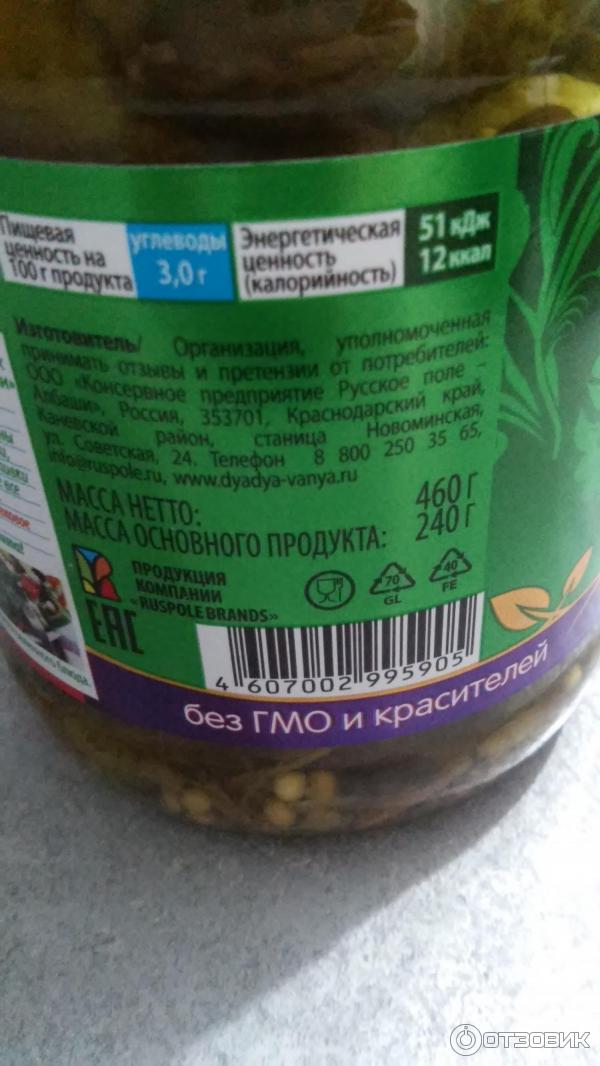 Пищевая
ценность на
100 г продукта
углеводы
3,0 г
Энергетическая
ценность
(калорийность)
51 кДж
12 ккал
Изготовитель/ Организация, уполномоченная
принимать отзывы и претензии от потребителей:
ООО «Консервное предприятие Русское поле –
Албаши», Россия, 353701, Краснодарский край,
Каневской район, станица Новоминская,
ул. Советская, 24. Телефон 8 800 250 35 65,
info@ruspole.ru, www.dyadya-vanya.ru
МАССА НЕТТО: 460 Г
МАССА ОСНОВНОГО ПРОДУКТА: 240 Г
EAC
ПРОДУКЦИЯ
КОМПАНИИ
«RUSPOLE BRANDS»
70
GL
40
FE
4 607002 995905
без ГМО и красителей
блюда.
ОТЗОВИК